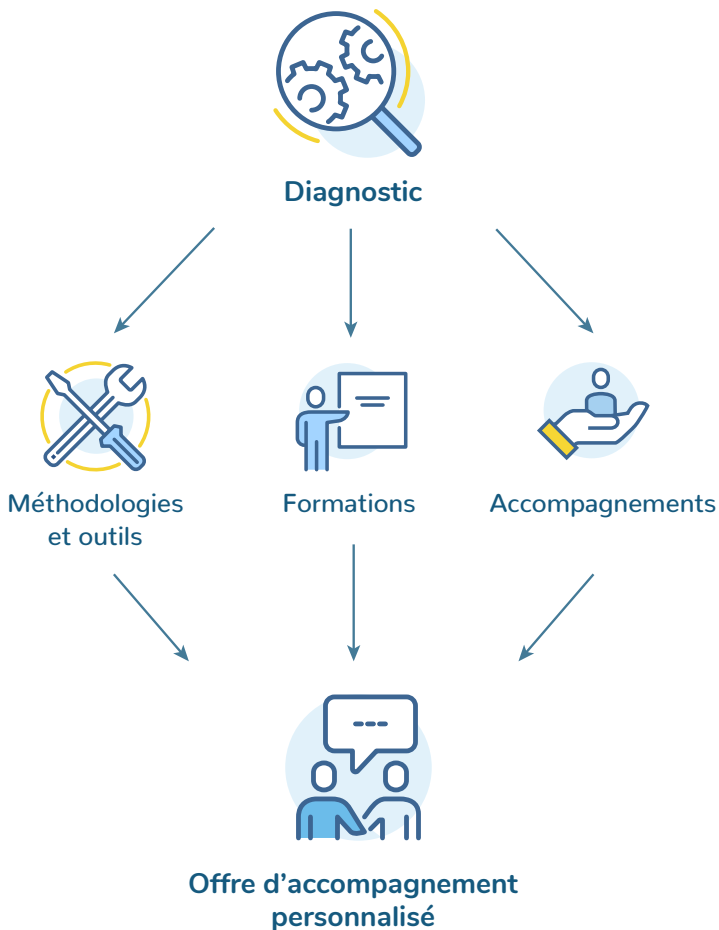 Diagnostic
Méthodologies
et outils
Formations
Accompagnements
Offre d’accompagnement
personnalisé